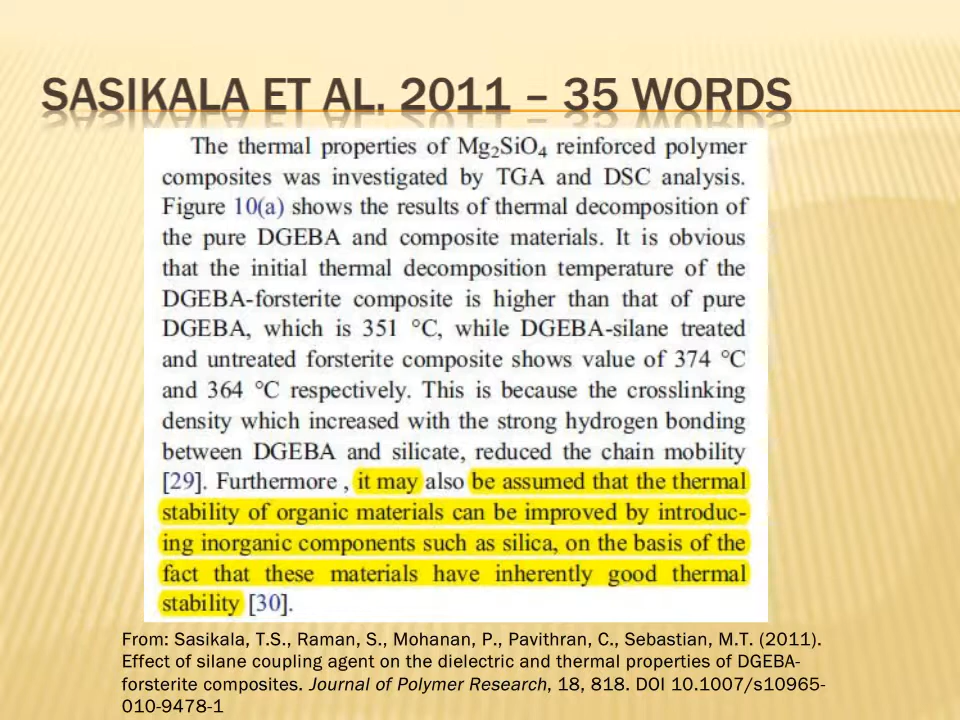 SASIKALA ET AL. 2011 – 35 WORDS
The thermal properties of Mg₂SiO₄ reinforced polymer
composites was investigated by TGA and DSC analysis.
Figure 10(a) shows the results of thermal decomposition of
the pure DGEBA and composite materials. It is obvious
that the initial thermal decomposition temperature of the
DGEBA-forsterite composite is higher than that of pure
DGEBA, which is 351 °C, while DGEBA-silane treated
and untreated forsterite composite shows value of 374 °C
and 364 °C respectively. This is because the crosslinking
density which increased with the strong hydrogen bonding
between DGEBA and silicate, reduced the chain mobility
[29]. Furthermore , it may also be assumed that the thermal
stability of organic materials can be improved by introduc-
ing inorganic components such as silica, on the basis of the
fact that these materials have inherently good thermal
stability [30].
From: Sasikala, T.S., Raman, S., Mohanan, P., Pavithran, C., Sebastian, M.T. (2011).
Effect of silane coupling agent on the dielectric and thermal properties of DGEBA-
forsterite composites. Journal of Polymer Research, 18, 818. DOI 10.1007/s10965-
010-9478-1